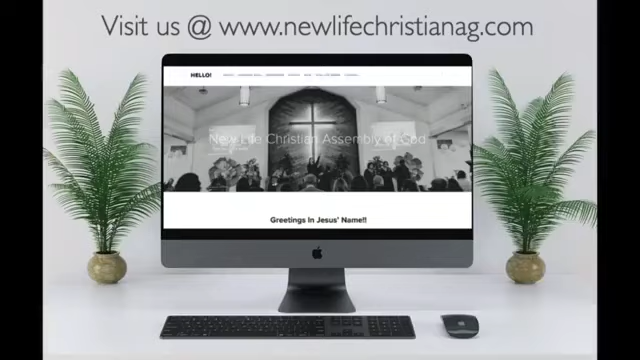 Visit us @ www.newlifechristianag.com
HELLO!
New Life Christian Assembly of God
Greetings In Jesus' Name!!